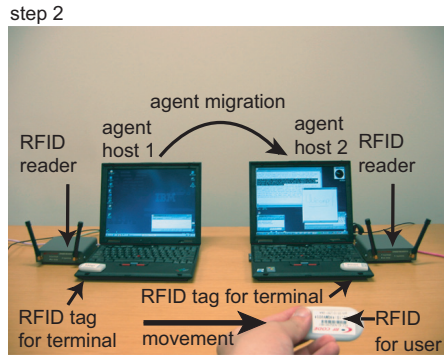 step 2
agent migration
agent
host 1
agent
host 2
RFID
reader
RFID
reader
RFID tag for terminal
RFID tag
for terminal
movement
RFID
for user